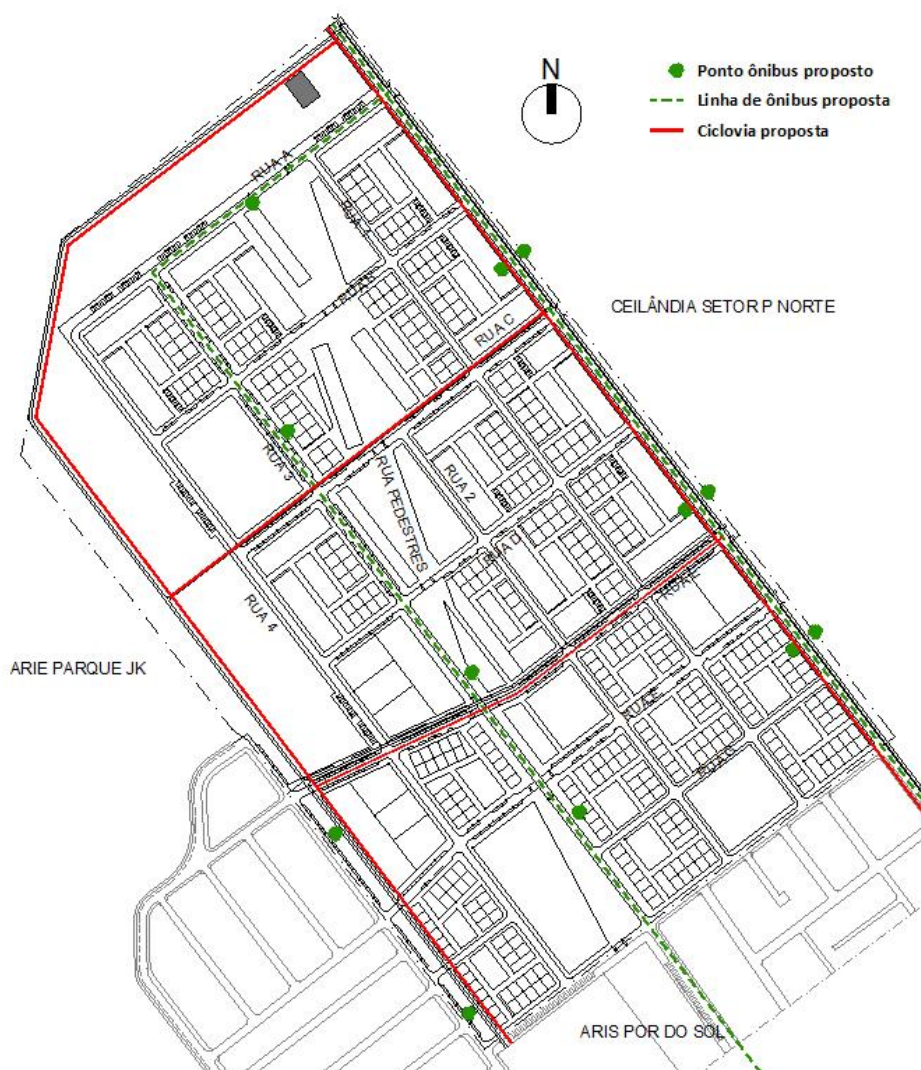 N
Ponto ônibus proposto
Linha de ônibus proposta
Ciclovia proposta
RUA A
CEILÂNDIA SETOR P NORTE
RUA C
RUA 3
RUA PEDESTRES
RUA 2
RUA D
RUA 4
ARIE PARQUE JK
ARIS POR DO SOL